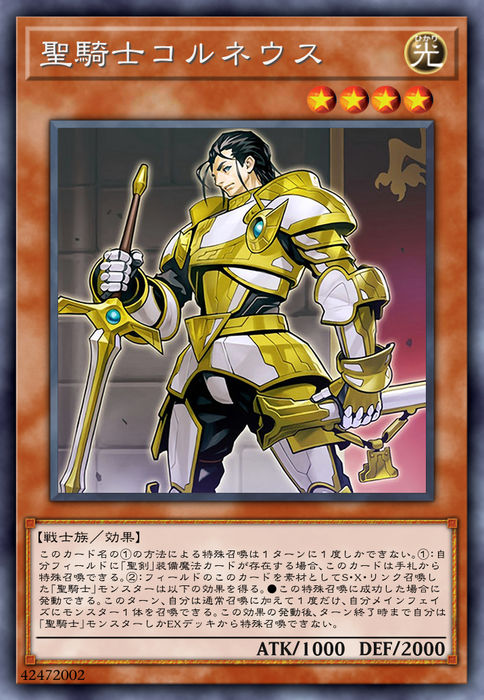 聖騎士コルネウス
ひかり
光
【戦士族／効果】
このカード名の①の方法による特殊召喚は１ターンに１度しかできない。①：自
分フィールドに「聖剣」装備魔法カードが存在する場合、このカードは手札から
特殊召喚できる。②：フィールドのこのカードを素材としてS・X・リンク召喚し
た「聖騎士」モンスターは以下の効果を得る。●この特殊召喚に成功した場合に
発動できる。このターン、自分は通常召喚に加えて１度だけ、自分メインフェイ
ズにモンスター１体を召喚できる。この効果の発動後、ターン終了時まで自分は
「聖騎士」モンスターしかEXデッキから特殊召喚できない。
ATK/1000 DEF/2000
42472002